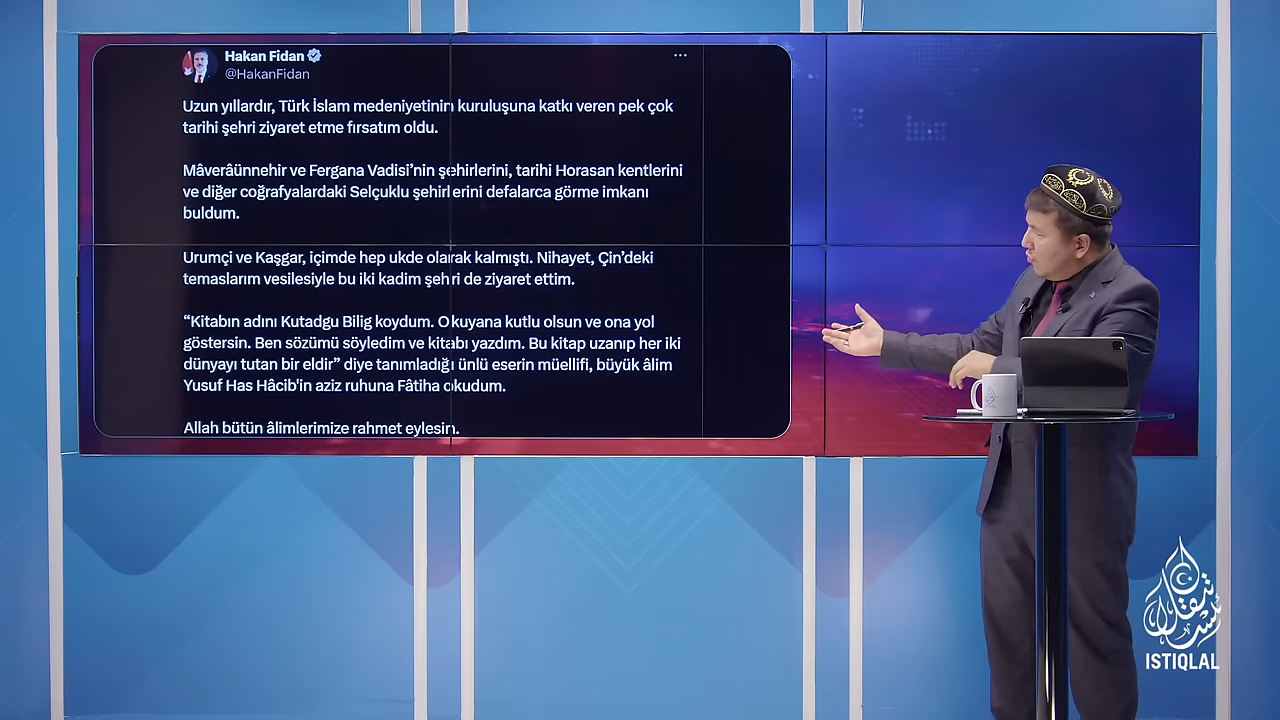 Hakan Fidan
@HakanFidan
Uzun yıllardır, Türk İslam medeniyetinin kuruluşuna katkı veren pek çok
tarihi şehri ziyaret etme fırsatım oldu.
Mâverâünnehir ve Fergana Vadisi’nin şehirlerini, tarihi Horasan kentlerini
ve diğer coğrafyalardaki Selçuklu şehirlerini defalarca görme imkanı
buldum.
Urumçi ve Kaşgar, içimde hep ukde olarak kalmıştı. Nihayet, Çin’deki
temaslarım vesilesiyle bu iki kadim şehri de ziyaret ettim.
“Kitabın adını Kutadgu Bilig koydum. Okuyana kutlu olsun ve ona yol
göstersin. Ben sözümü söyledim ve kitabı yazdım. Bu kitap uzanıp her iki
dünyayı tutan bir eldir” diye tanımladığı ünlü eserin müellifi, büyük âlim
Yusuf Has Hâcib'in aziz ruhuna Fâtiha okudum.
Allah bütün âlimlerimize rahmet eylesin.
ISTIQLAL